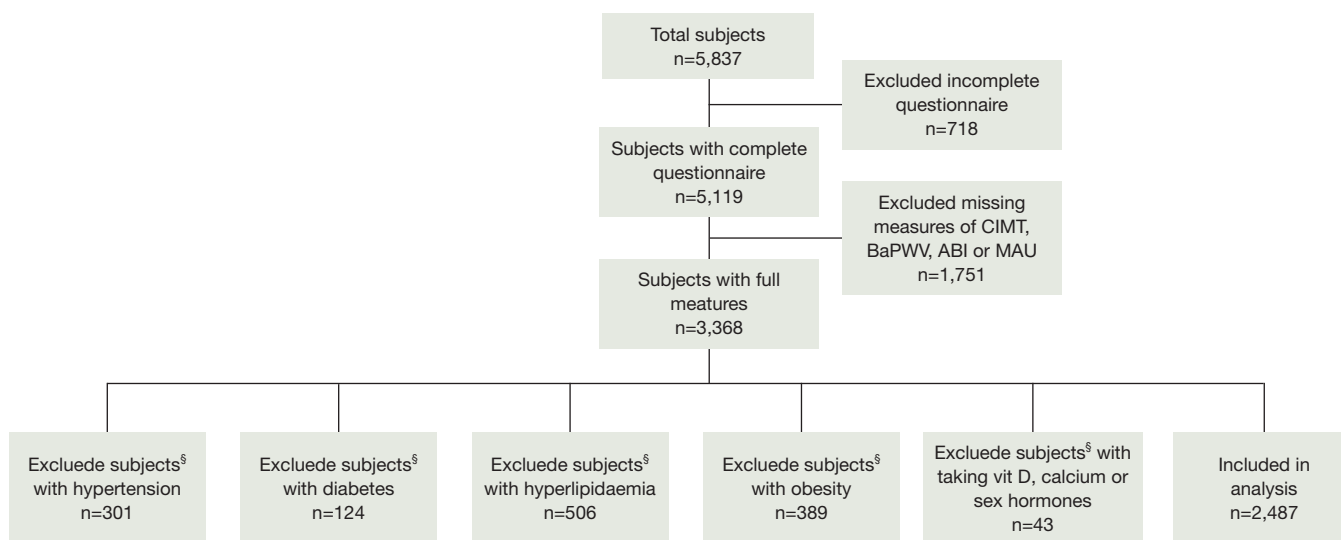 Total subjects
n=5,837
Excluded incomplete
questionnaire
n=718
Subjects with complete
questionnaire
n=5,119
Excluded missing
measures of CIMT,
BaPWV, ABI or MAU
n=1,751
Subjects with full
meatures
n=3,368
Excluede subjects§
with hypertension
n=301
Excluede subjects§
with diabetes
n=124
Excluede subjects§
with hyperlipidaemia
n=506
Excluede subjects§
with obesity
n=389
Excluede subjects§ with
taking vit D, calcium or
sex hormones
n=43
Included in
analysis
n=2,487